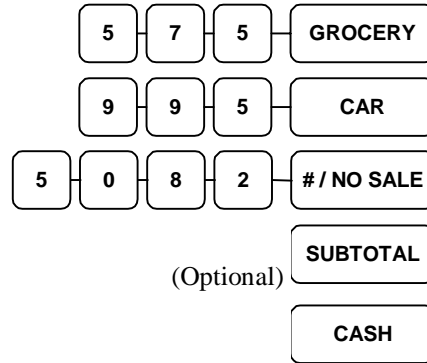 5 7 5 GROCERY
9 9 5 CAR
5 0 8 2 # / NO SALE
SUBTOTAL
(Optional)
CASH